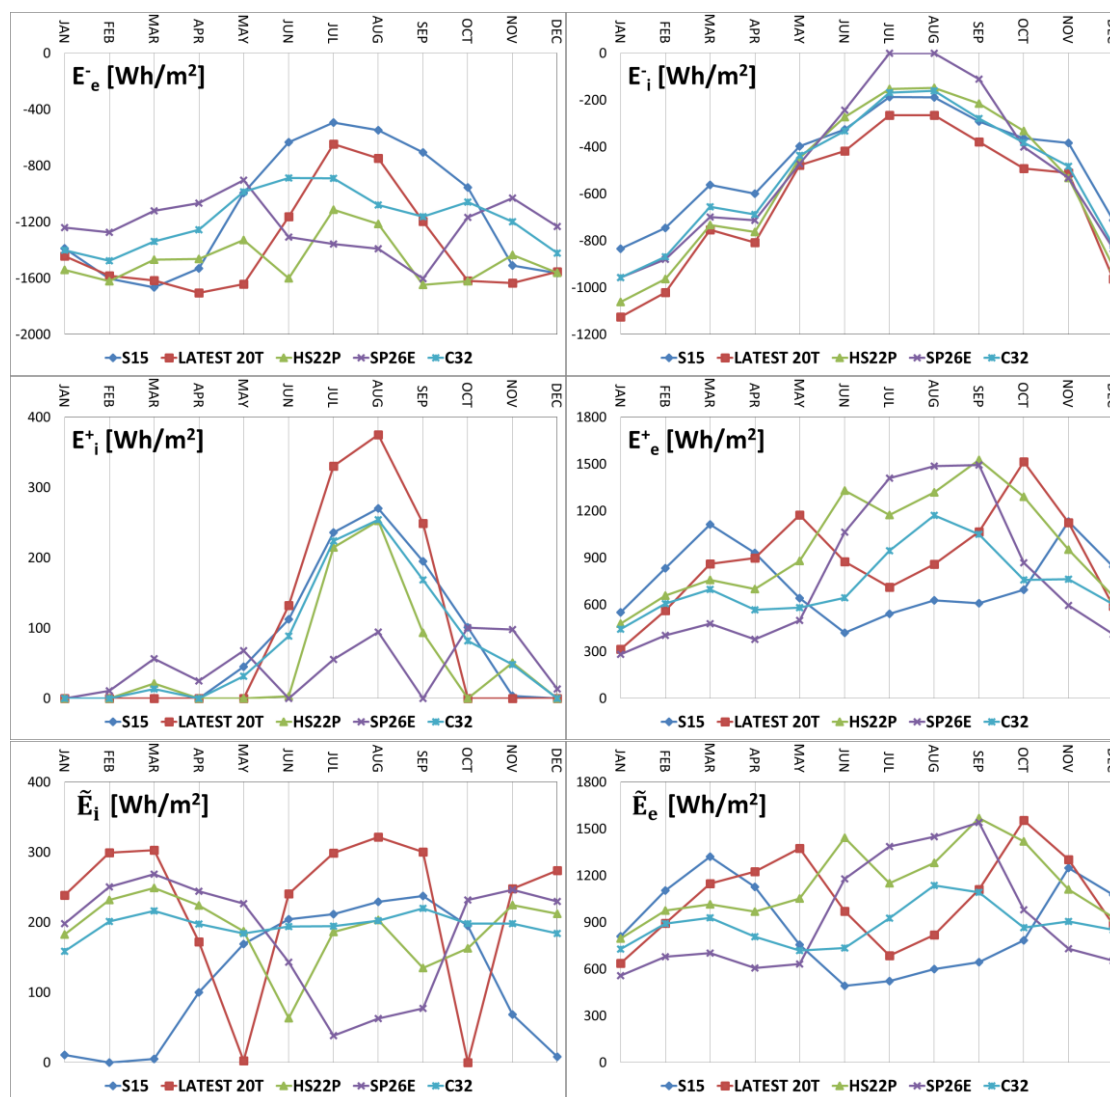 JAN FEB MAR APR MAY JUN JUL AUG SEP OCT NOV DEC
0
-400
-800
-1200
-1600
-2000
E⁻ₑ [Wh/m²]
S15 LATEST 20T HS22P SP26E C32
JAN FEB MAR APR MAY JUN JUL AUG SEP OCT NOV DEC
0
-200
-400
-600
-800
-1000
-1200
E⁻ᵢ [Wh/m²]
S15 LATEST 20T HS22P SP26E C32
JAN FEB MAR APR MAY JUN JUL AUG SEP OCT NOV DEC
400
300
200
100
0
E⁺ᵢ [Wh/m²]
S15 LATEST 20T HS22P SP26E C32
JAN FEB MAR APR MAY JUN JUL AUG SEP OCT NOV DEC
1800
1500
1200
900
600
300
0
E⁺ₑ [Wh/m²]
S15 LATEST 20T HS22P SP26E C32
JAN FEB MAR APR MAY JUN JUL AUG SEP OCT NOV DEC
400
300
200
100
0
Ẽᵢ [Wh/m²]
S15 LATEST 20T HS22P SP26E C32
JAN FEB MAR APR MAY JUN JUL AUG SEP OCT NOV DEC
1800
1500
1200
900
600
300
0
Ẽₑ [Wh/m²]
S15 LATEST 20T HS22P SP26E C32